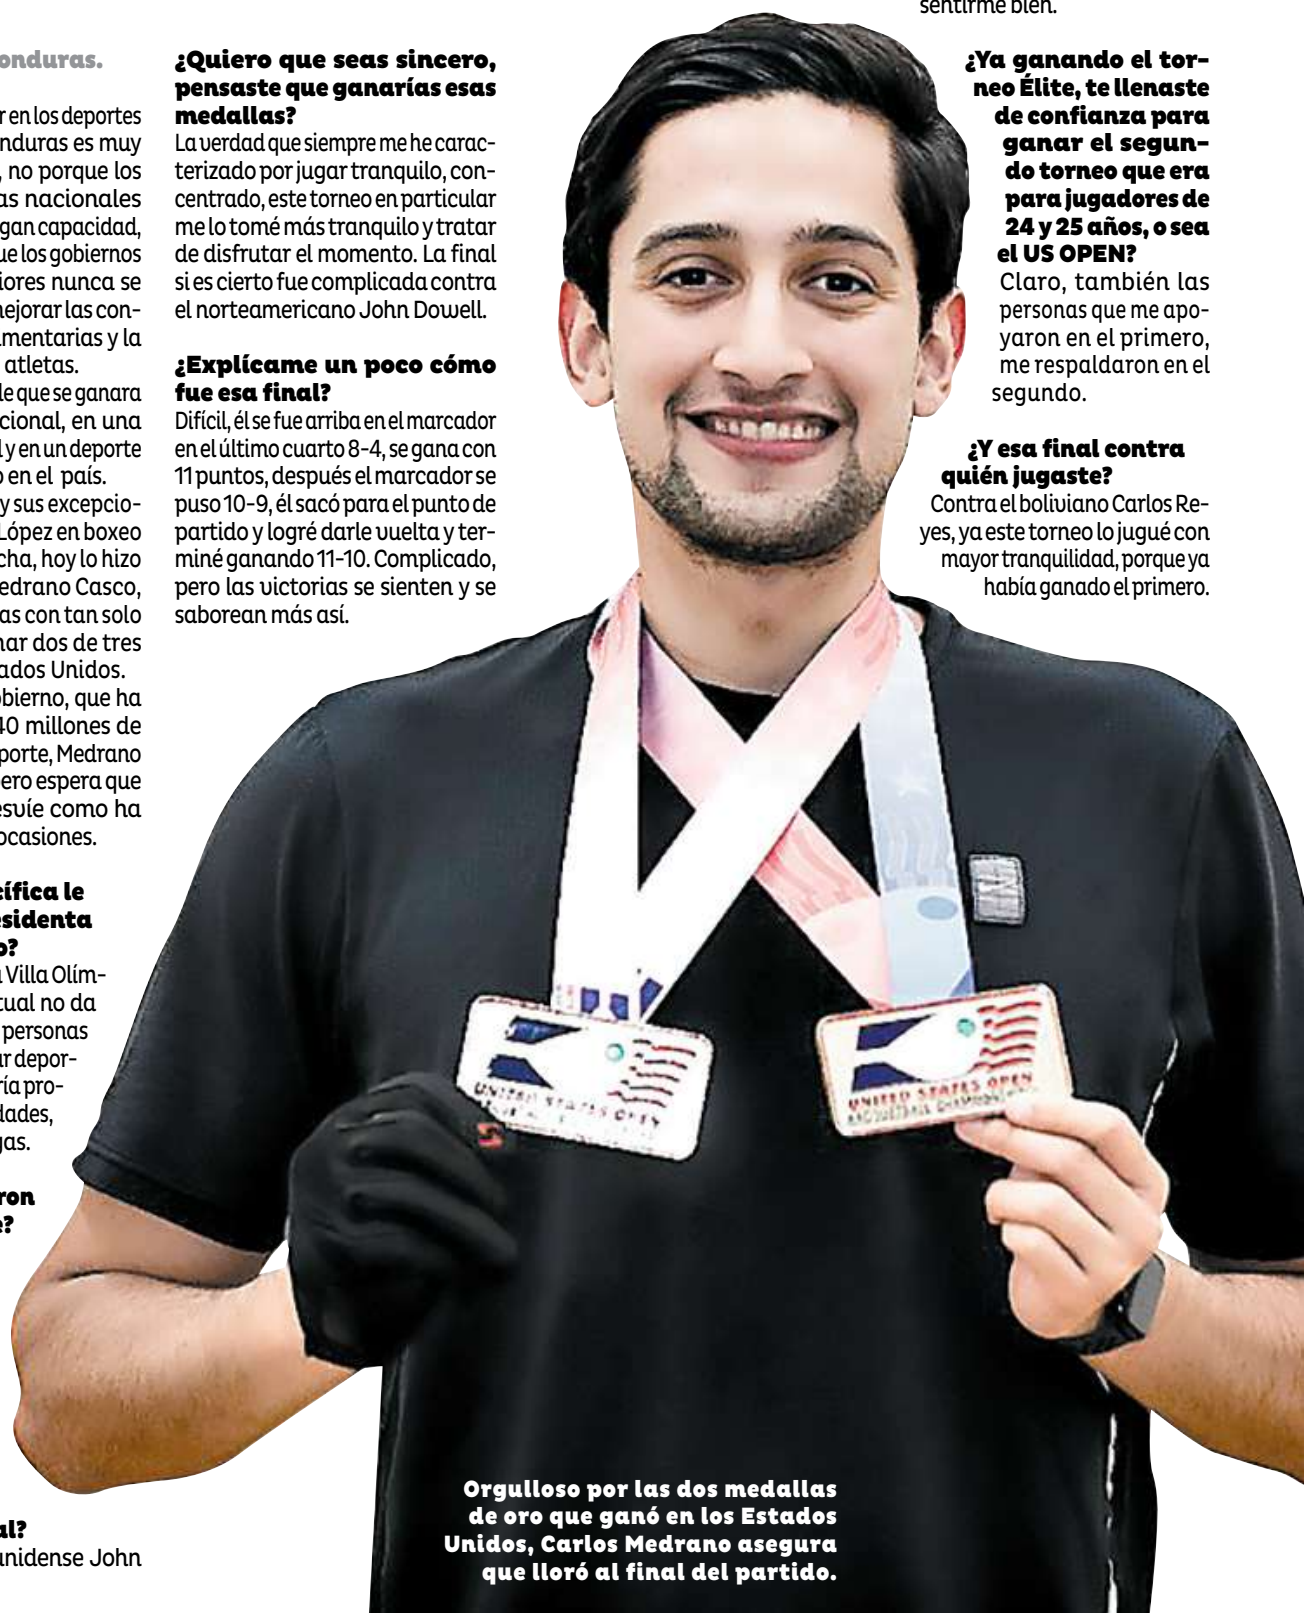 onduras.
r en los deportes
nduras es muy
, no porque los
as nacionales
gan capacidad,
ue los gobiernos
iores nunca se
nejorar las con-
mentarias y la
atletas.
le que se ganara
cional, en una
l y en un deporte
o en el país.
y sus excepcio-
López en boxeo
cha, hoy lo hizo
edrano Casco,
as con tan solo
nar dos de tres
ados Unidos.
obierno, que ha
40 millones de
porte, Medrano
ero espera que
esvíe como ha
ocasiones.
cífica le
esidenta
o?
a Villa Olím-
tual no da
personas
ar depor-
ría pro-
dades,
gas.
ron
e?
al?
unidense John
¿Quiero que seas sincero,
pensaste que ganarías esas
medallas?
La verdad que siempre me he carac-
terizado por jugar tranquilo, con-
centrado, este torneo en particular
me lo tomé más tranquilo y tratar
de disfrutar el momento. La final
si es cierto fue complicada contra
el norteamericano John Dowell.
¿Explícame un poco cómo
fue esa final?
Difícil, él se fue arriba en el marcador
en el último cuarto 8-4, se gana con
11 puntos, después el marcador se
puso 10-9, él sacó para el punto de
partido y logré darle vuelta y ter-
miné ganando 11-10. Complicado,
pero las victorias se sienten y se
saborean más así.
sentirme bien.
¿Ya ganando el tor-
neo Élite, te llenaste
de confianza para
ganar el segun-
do torneo que era
para jugadores de
24 y 25 años, o sea
el US OPEN?
Claro, también las
personas que me apo-
yaron en el primero,
me respaldaron en el
segundo.
¿Y esa final contra
quién jugaste?
Contra el boliviano Carlos Re-
yes, ya este torneo lo jugué con
mayor tranquilidad, porque ya
había ganado el primero.
UNITED STATES OPEN
UNITED STATES OPEN
RACQUETBALL CHAMPIONSHIPS
Orgulloso por las dos medallas
de oro que ganó en los Estados
Unidos, Carlos Medrano asegura
que lloró al final del partido.